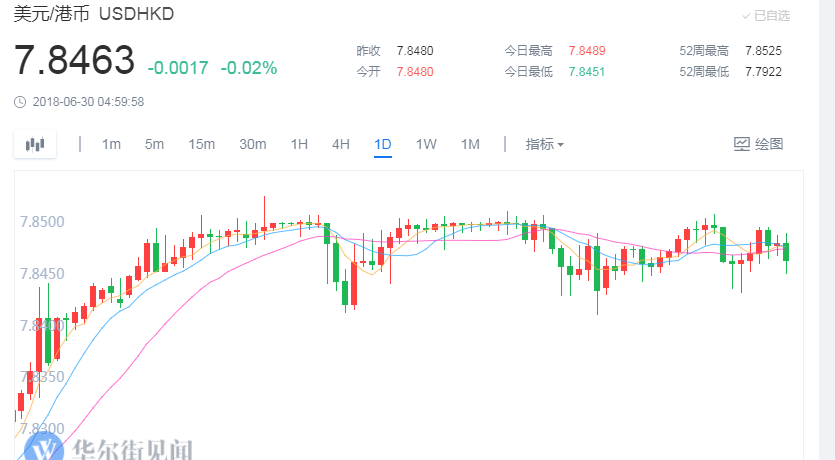 美元/港币 USDHKD
已自选
7.8463 -0.0017 -0.02%
昨收 7.8480 今日最高 7.8489 52周最高 7.8525
今开 7.8480 今日最低 7.8451 52周最低 7.7922
2018-06-30 04:59:58
1m 5m 15m 30m 1H 4H 1D 1W 1M 指标 绘图
7.8500
7.8450
7.8400
7.8350
7.8300
华尔街见闻